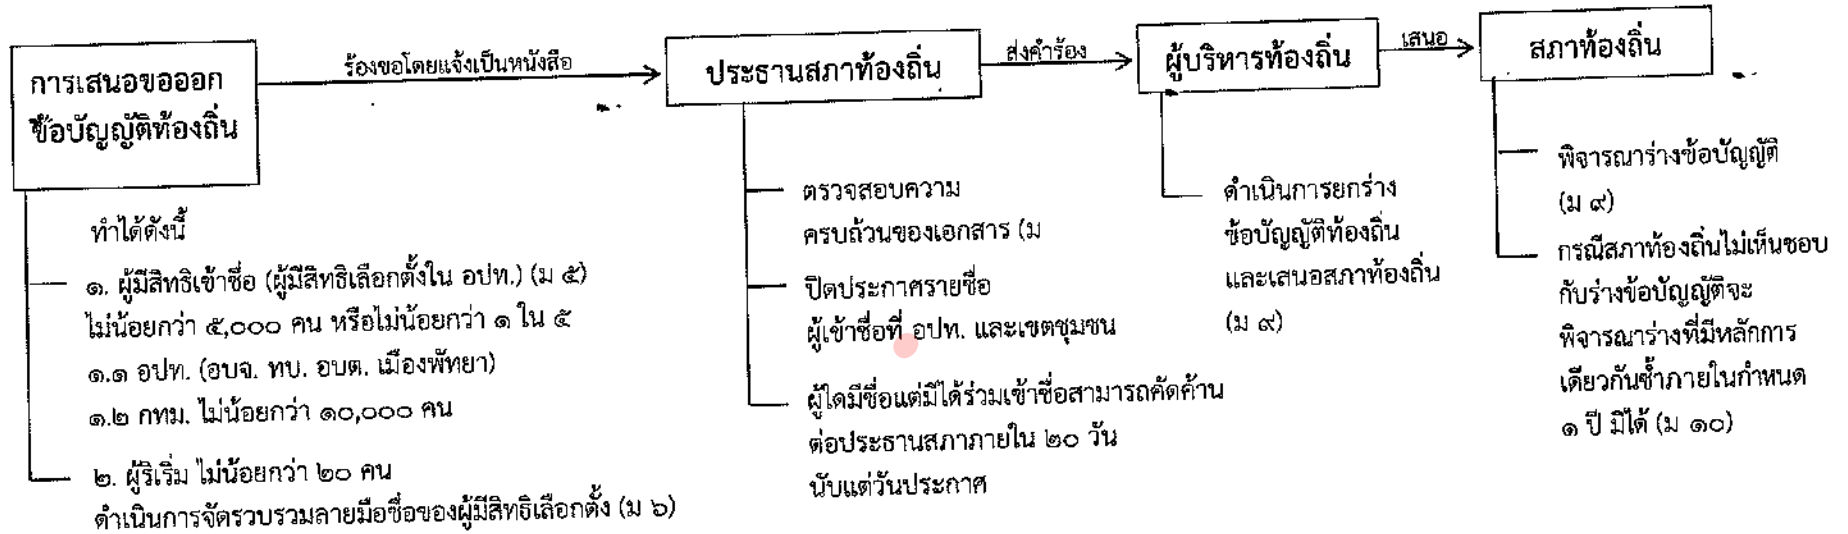 การเสนอขอออก
ข้อบัญญัติท้องถิ่น
ร้องขอโดยแจ้งเป็นหนังสือ
ประธานสภาท้องถิ่น
ส่งคำร้อง
ผู้บริหารท้องถิ่น
เสนอ
สภาท้องถิ่น
ทำได้ดังนี้
๑. ผู้มีสิทธิเข้าชื่อ (ผู้มีสิทธิเลือกตั้งใน อปท.) (ม ๕)
ไม่น้อยกว่า ๕,๐๐๐ คน หรือไม่น้อยกว่า ๑ ใน ๕
๑.๑ อปท. (อบจ. ทบ. อบต. เมืองพัทยา)
๑.๒ กทม. ไม่น้อยกว่า ๑๐,๐๐๐ คน
๒. ผู้ริเริ่ม ไม่น้อยกว่า ๒๐ คน
ดำเนินการจัดรวบรวมลายมือชื่อของผู้มีสิทธิเลือกตั้ง (ม ๖)
ตรวจสอบความ
ครบถ้วนของเอกสาร (ม
ปิดประกาศรายชื่อ
ผู้เข้าชื่อที่ อปท. และเขตชุมชน
ผู้ใดมีชื่อแต่มิได้ร่วมเข้าชื่อสามารถคัดค้าน
ต่อประธานสภาภายใน ๒๐ วัน
นับแต่วันประกาศ
ดำเนินการยกร่าง
ข้อบัญญัติท้องถิ่น
และเสนอสภาท้องถิ่น
(ม ๙)
พิจารณาร่างข้อบัญญัติ
(ม ๙)
กรณีสภาท้องถิ่นไม่เห็นชอบ
กับร่างข้อบัญญัติจะ
พิจารณาร่างที่มีหลักการ
เดียวกันซ้ำภายในกำหนด
๑ ปี มิได้ (ม ๑๐)